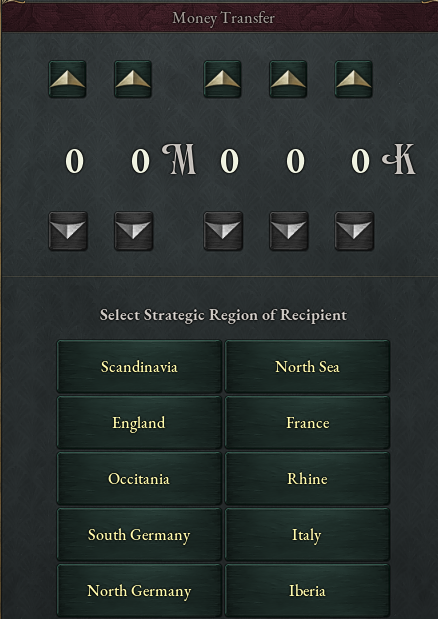 Money Transfer
0 0 M 0 0 0 K
Select Strategic Region of Recipient
Scandinavia North Sea
England France
Occitania Rhine
South Germany Italy
North Germany Iberia